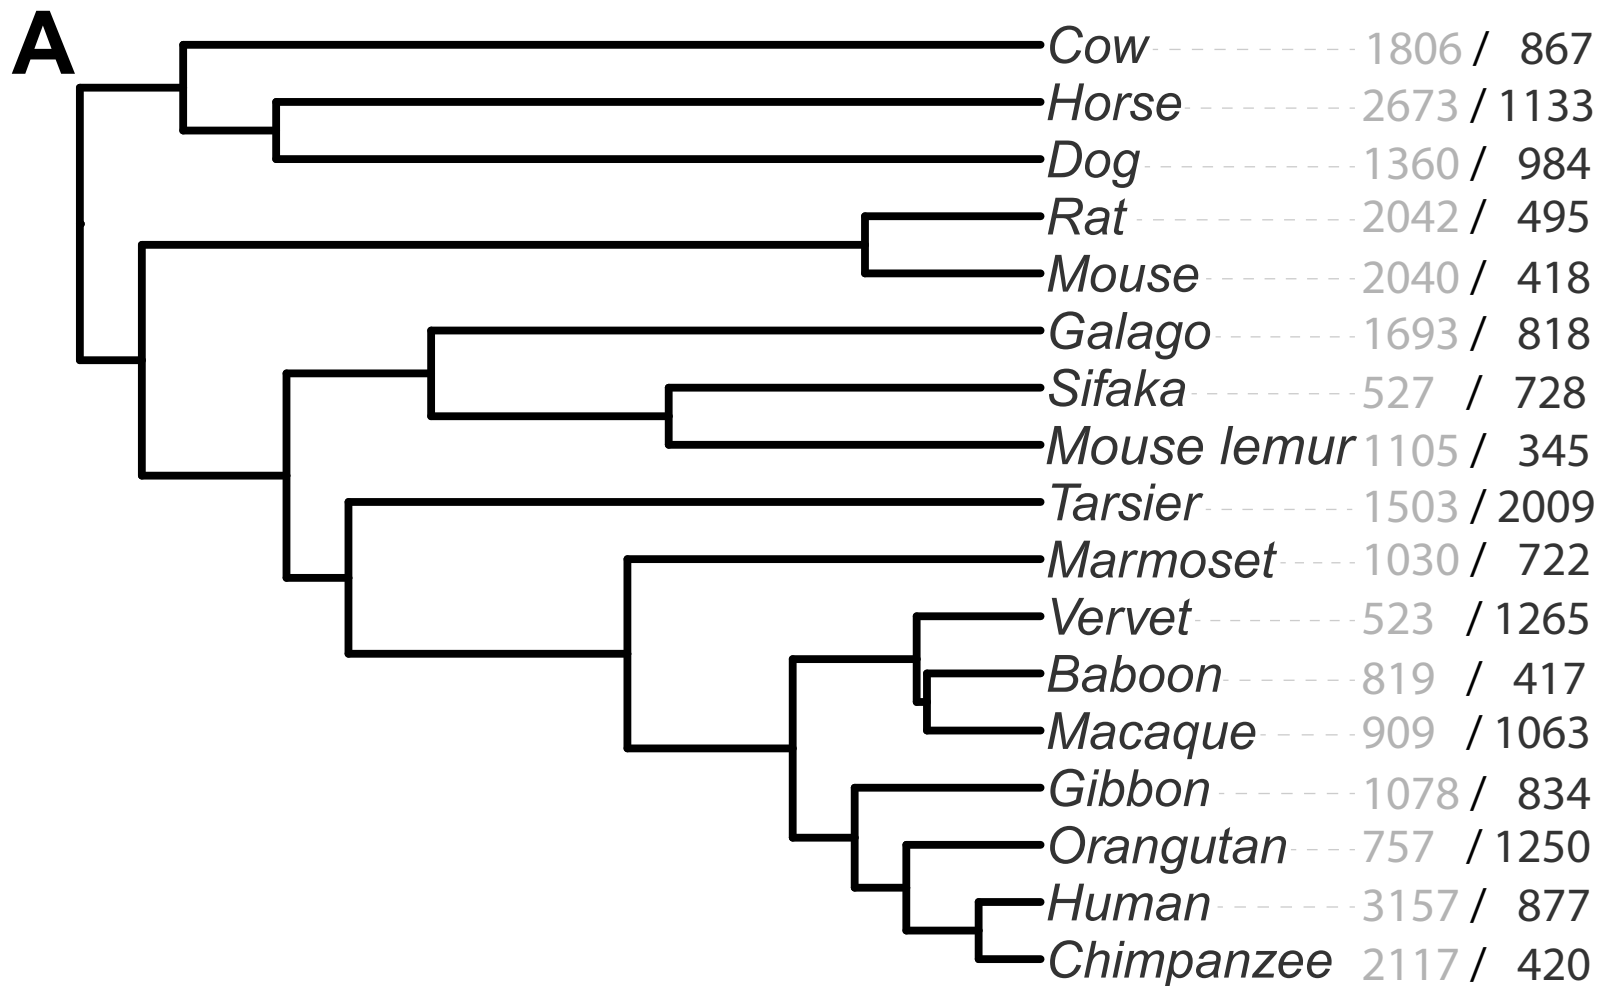 A
Cow 1806 / 867
Horse 2673 / 1133
Dog 1360 / 984
Rat 2042 / 495
Mouse 2040 / 418
Galago 1693 / 818
Sifaka 527 / 728
Mouse lemur 1105 / 345
Tarsier 1503 / 2009
Marmoset 1030 / 722
Vervet 523 / 1265
Baboon 819 / 417
Macaque 909 / 1063
Gibbon 1078 / 834
Orangutan 757 / 1250
Human 3157 / 877
Chimpanzee 2117 / 420